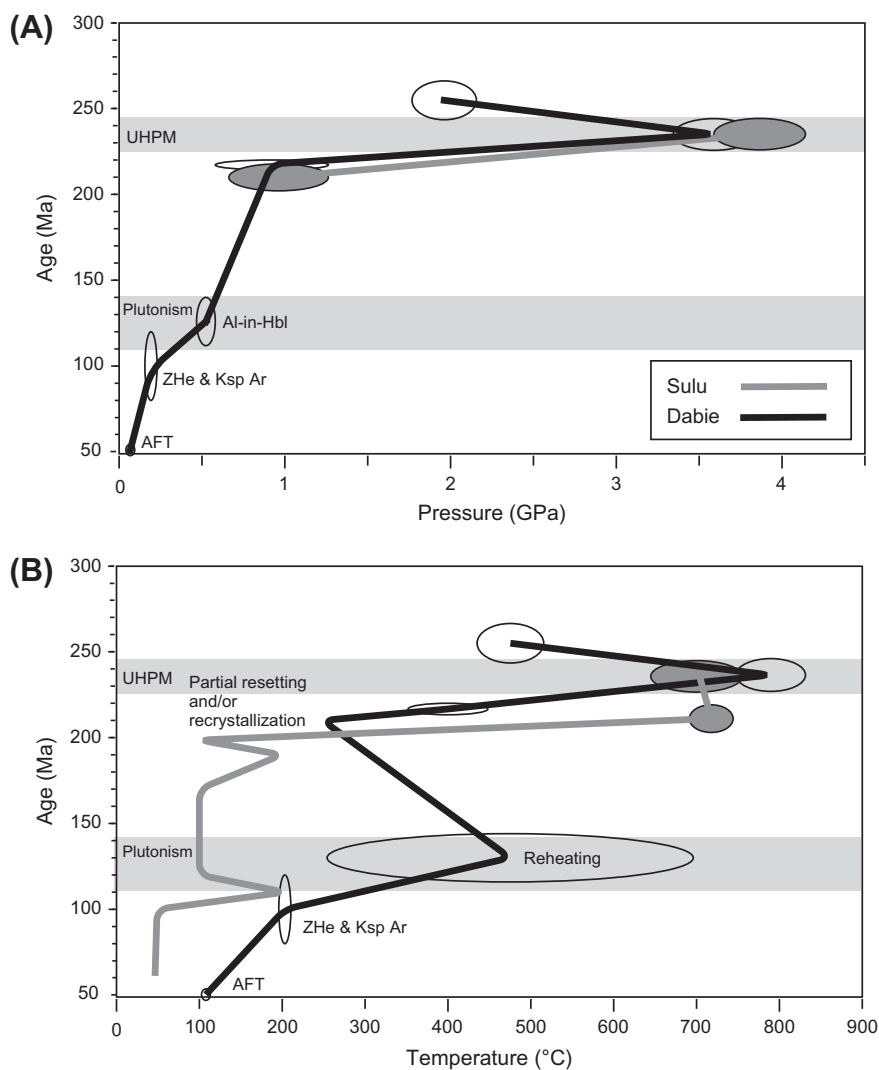 (A)
300
250
200
150
100
50
Age (Ma)
UHPM
Plutonism
Al-in-Hbl
ZHe & Ksp Ar
AFT
Sulu
Dabie
0
1
2
3
4
Pressure (GPa)
(B)
300
250
200
150
100
50
Age (Ma)
UHPM
Partial resetting
and/or
recrystallization
Plutonism
Reheating
ZHe & Ksp Ar
AFT
0
100
200
300
400
500
600
700
800
900
Temperature (°C)